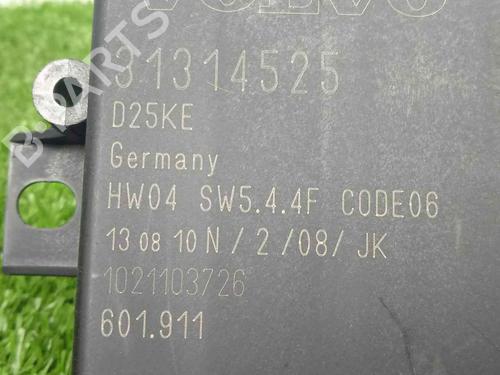 VOLVO
31314525
D25KE
Germany
HW04 SW5.4.4F CODE06
13 08 10 N / 2 /08/ JK
1021103726
601.911
B-PARTS